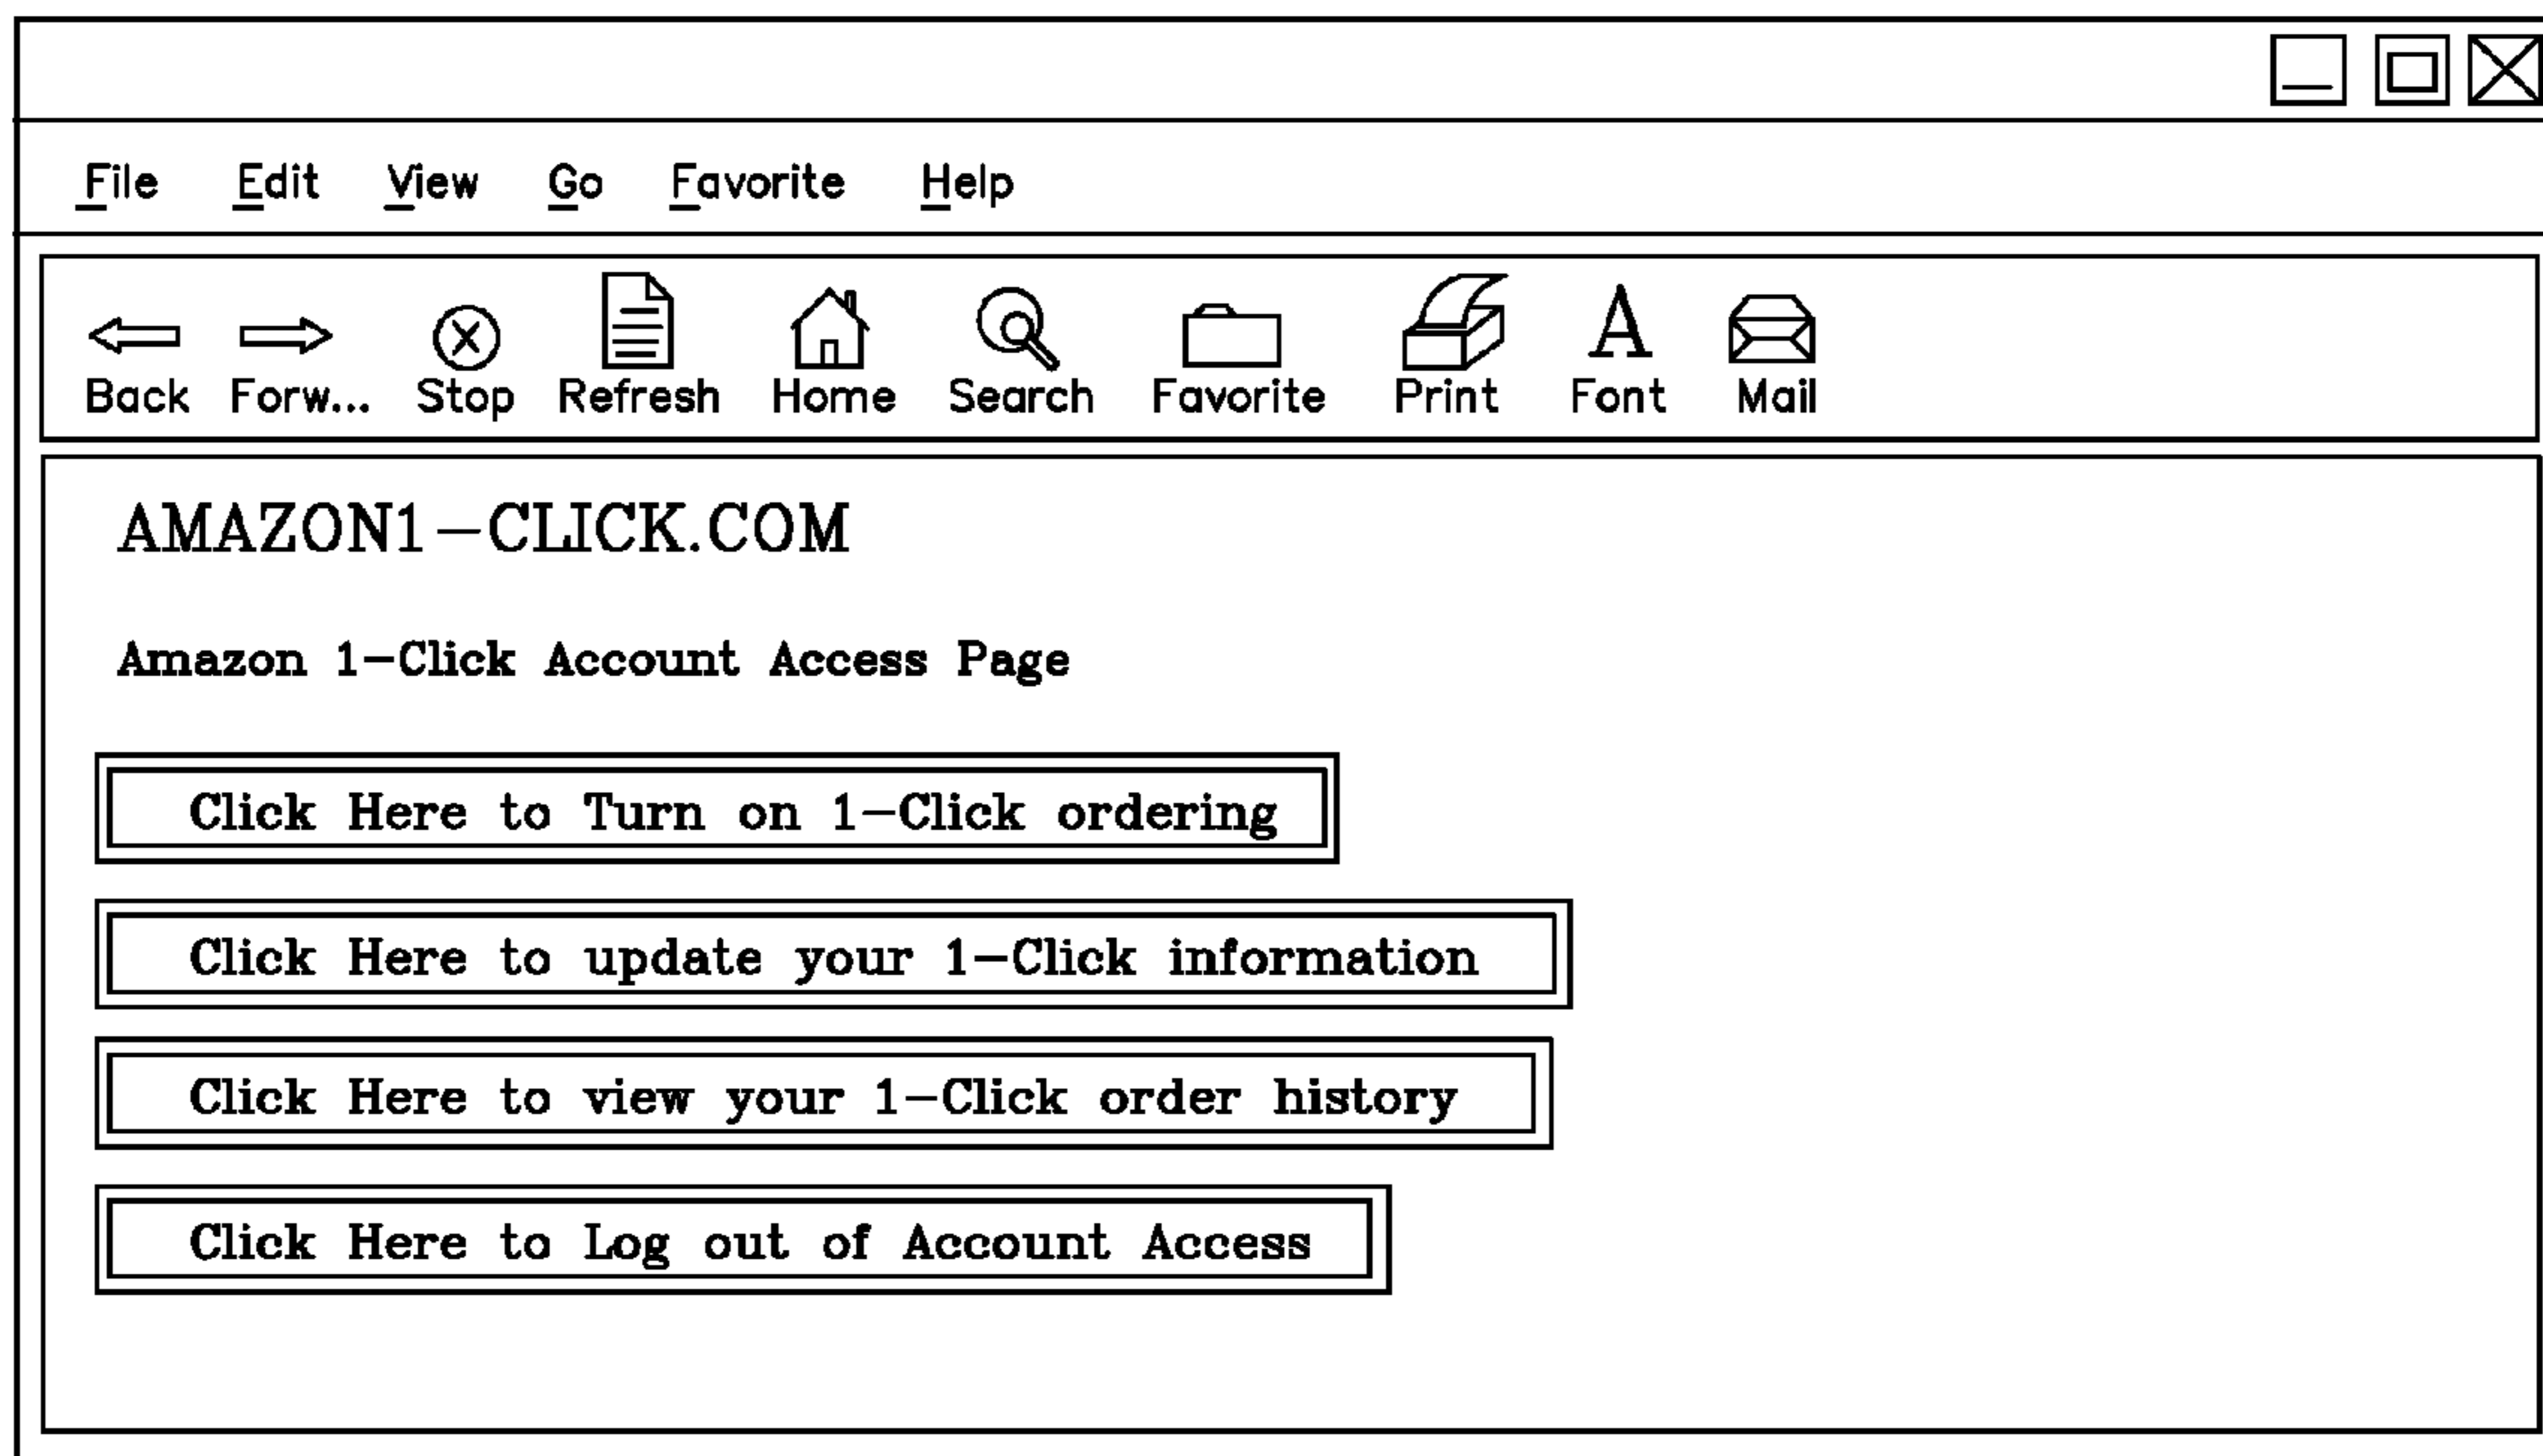 File Edit View Go Favorite Help
Back Forw... Stop Refresh Home Search Favorite Print Font Mail
AMAZON1-CLICK.COM
Amazon 1-Click Account Access Page
Click Here to Turn on 1-Click ordering
Click Here to update your 1-Click information
Click Here to view your 1-Click order history
Click Here to Log out of Account Access